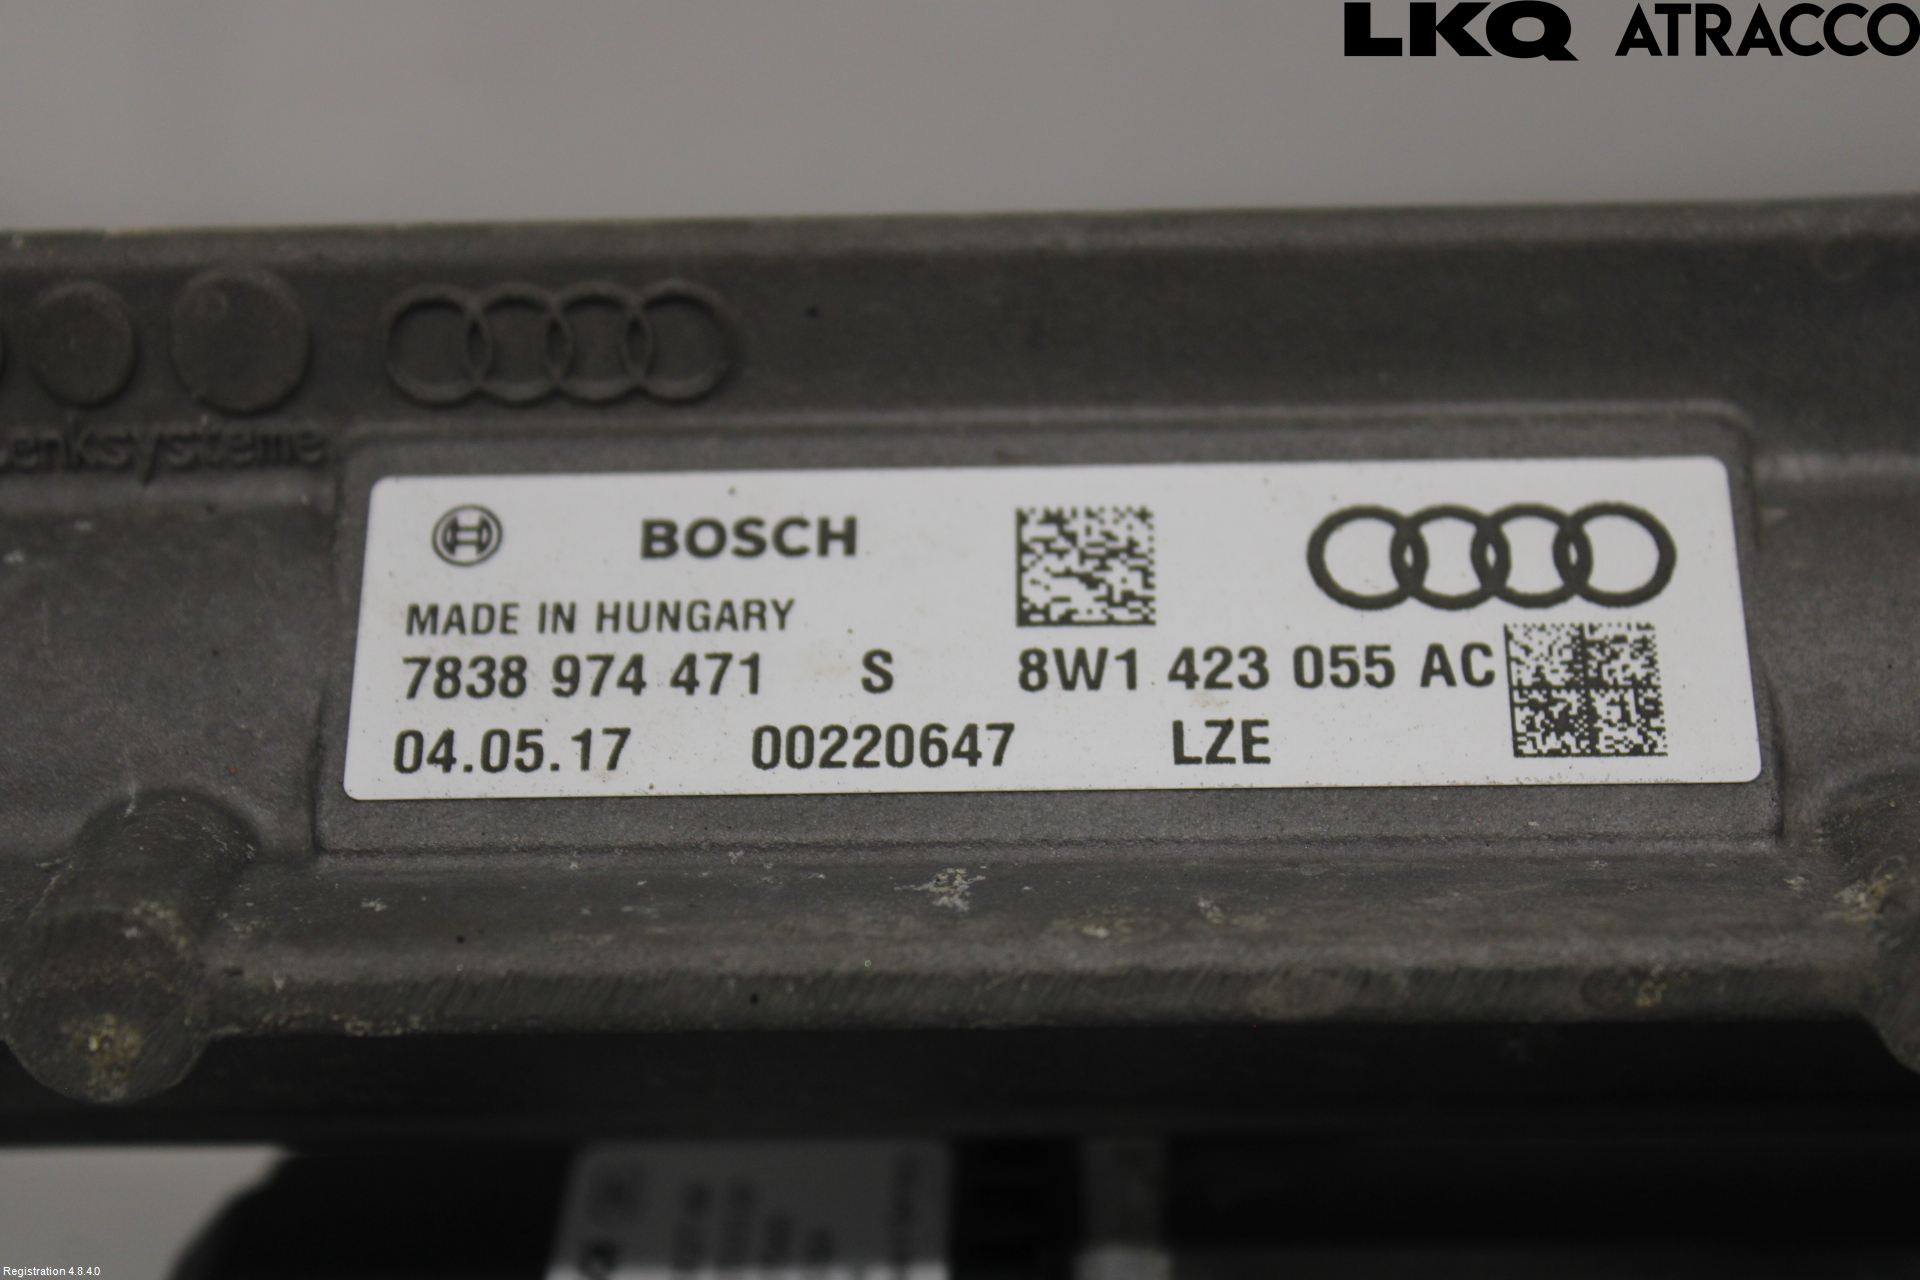 LKQ ATRACCO
enksysteme
BOSCH
MADE IN HUNGARY
7838 974 471 S 8W1 423 055 AC
04.05.17 00220647 LZE
Registration 4.8.4.0